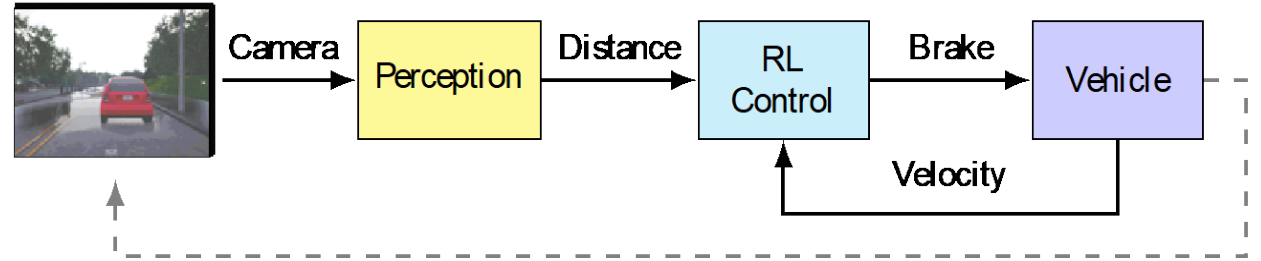 Camera
Perception
Distance
RL
Control
Brake
Vehicle
Velocity